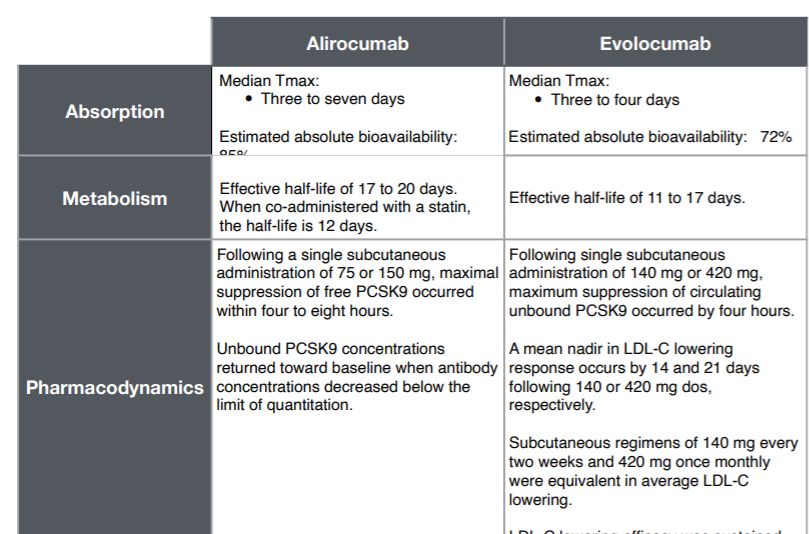 Alirocumab
Evolocumab
Absorption
Median Tmax:
• Three to seven days
Estimated absolute bioavailability:
85%
Median Tmax:
• Three to four days
Estimated absolute bioavailability: 72%
Metabolism
Effective half-life of 17 to 20 days.
When co-administered with a statin,
the half-life is 12 days.
Effective half-life of 11 to 17 days.
Pharmacodynamics
Following a single subcutaneous
administration of 75 or 150 mg, maximal
suppression of free PCSK9 occurred
within four to eight hours.
Unbound PCSK9 concentrations
returned toward baseline when antibody
concentrations decreased below the
limit of quantitation.
Following single subcutaneous
administration of 140 mg or 420 mg,
maximum suppression of circulating
unbound PCSK9 occurred by four hours.
A mean nadir in LDL-C lowering
response occurs by 14 and 21 days
following 140 or 420 mg dos,
respectively.
Subcutaneous regimens of 140 mg every
two weeks and 420 mg once monthly
were equivalent in average LDL-C
lowering.
LDL-C lowering efficacy was sustained